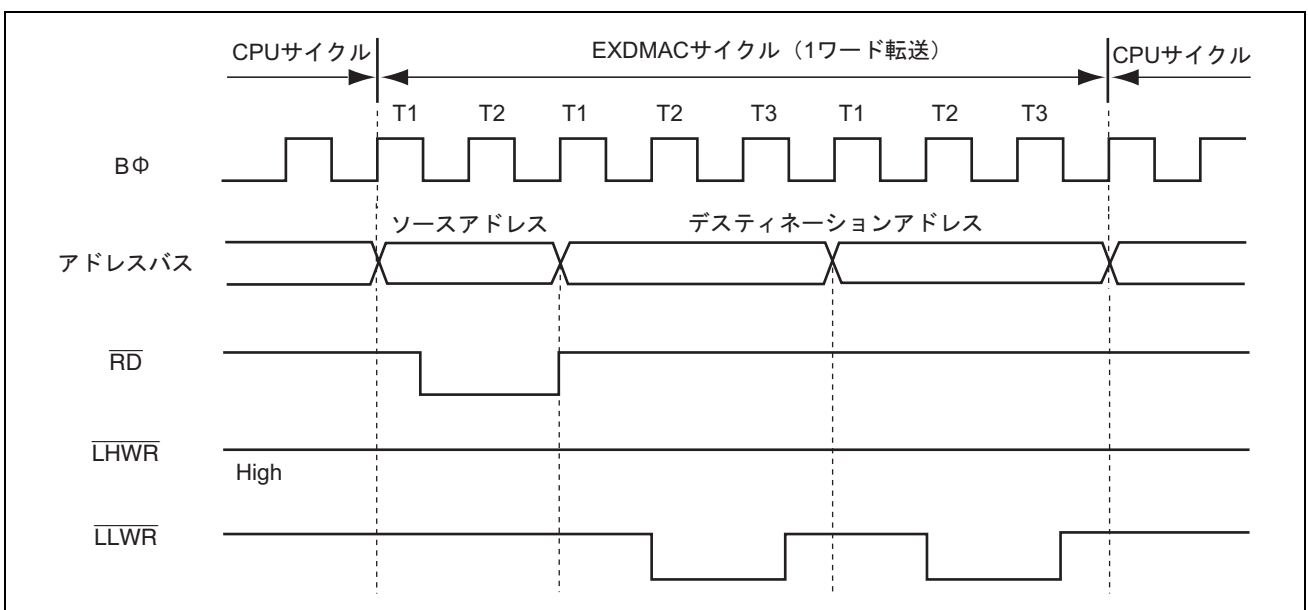 CPUサイクル EXDMACサイクル（1ワード転送） CPUサイクル
T1 T2 T1 T2 T3 T1 T2 T3
BΦ
ソースアドレス デスティネーションアドレス
アドレスバス
RD
LHWR
High
LLWR